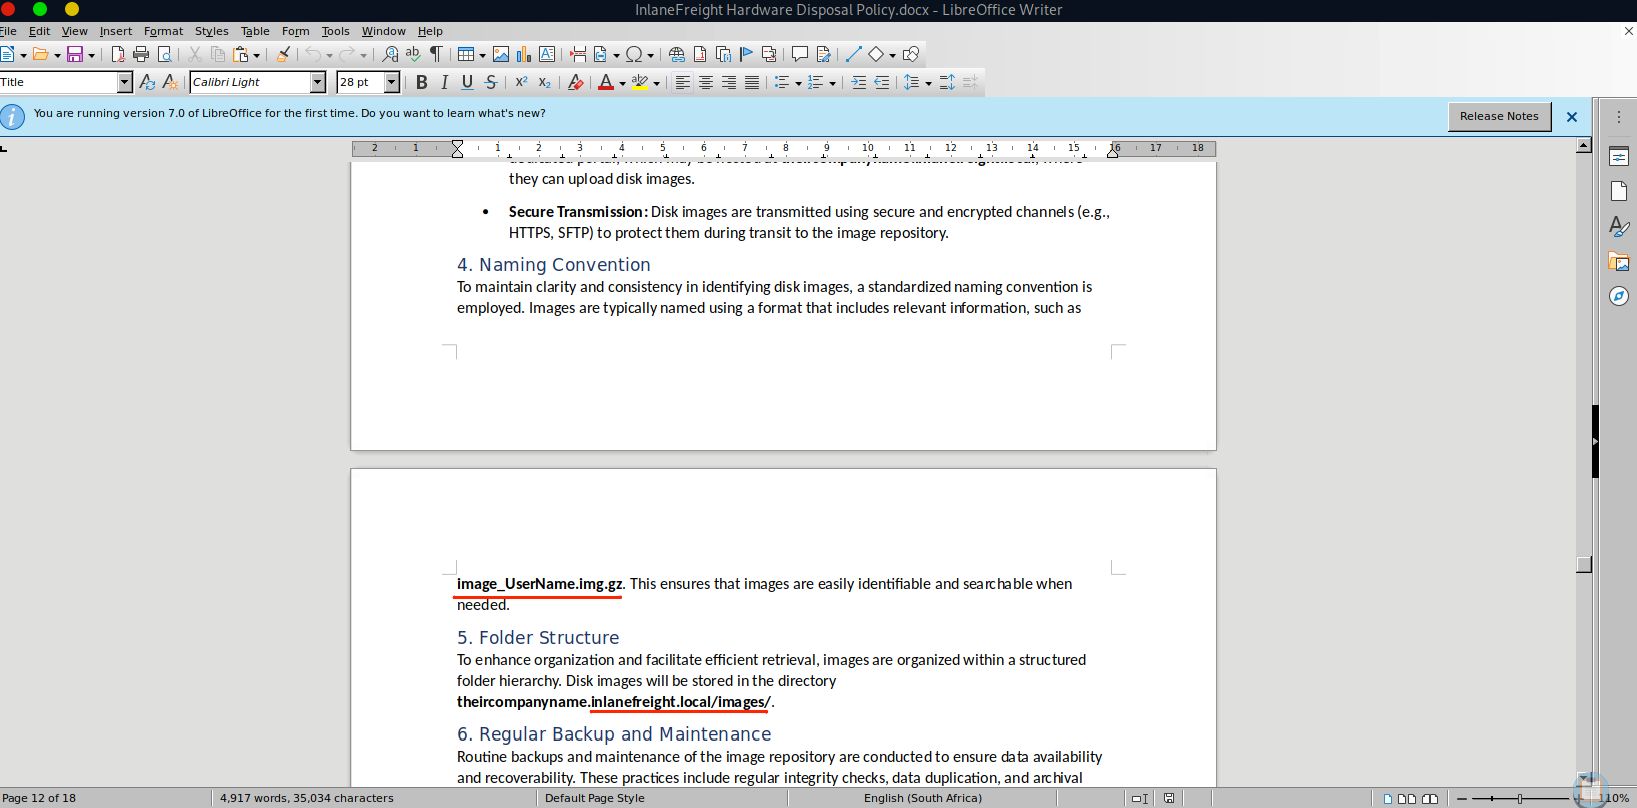 InlaneFreight Hardware Disposal Policy.docx - LibreOffice Writer
File Edit View Insert Format Styles Table Form Tools Window Help
Title Calibri Light 28 pt
You are running version 7.0 of LibreOffice for the first time. Do you want to learn what's new? Release Notes
2 1 1 2 3 4 5 6 7 8 9 10 11 12 13 14 15 16 17 18
they can upload disk images.
• Secure Transmission: Disk images are transmitted using secure and encrypted channels (e.g.,
HTTPS, SFTP) to protect them during transit to the image repository.
4. Naming Convention
To maintain clarity and consistency in identifying disk images, a standardized naming convention is
employed. Images are typically named using a format that includes relevant information, such as
image_UserName.img.gz. This ensures that images are easily identifiable and searchable when
needed.
5. Folder Structure
To enhance organization and facilitate efficient retrieval, images are organized within a structured
folder hierarchy. Disk images will be stored in the directory
theircompanyname.inlanefreight.local/images/.
6. Regular Backup and Maintenance
Routine backups and maintenance of the image repository are conducted to ensure data availability
and recoverability. These practices include regular integrity checks, data duplication, and archival
Page 12 of 18 4,917 words, 35,034 characters Default Page Style English (South Africa) 110%